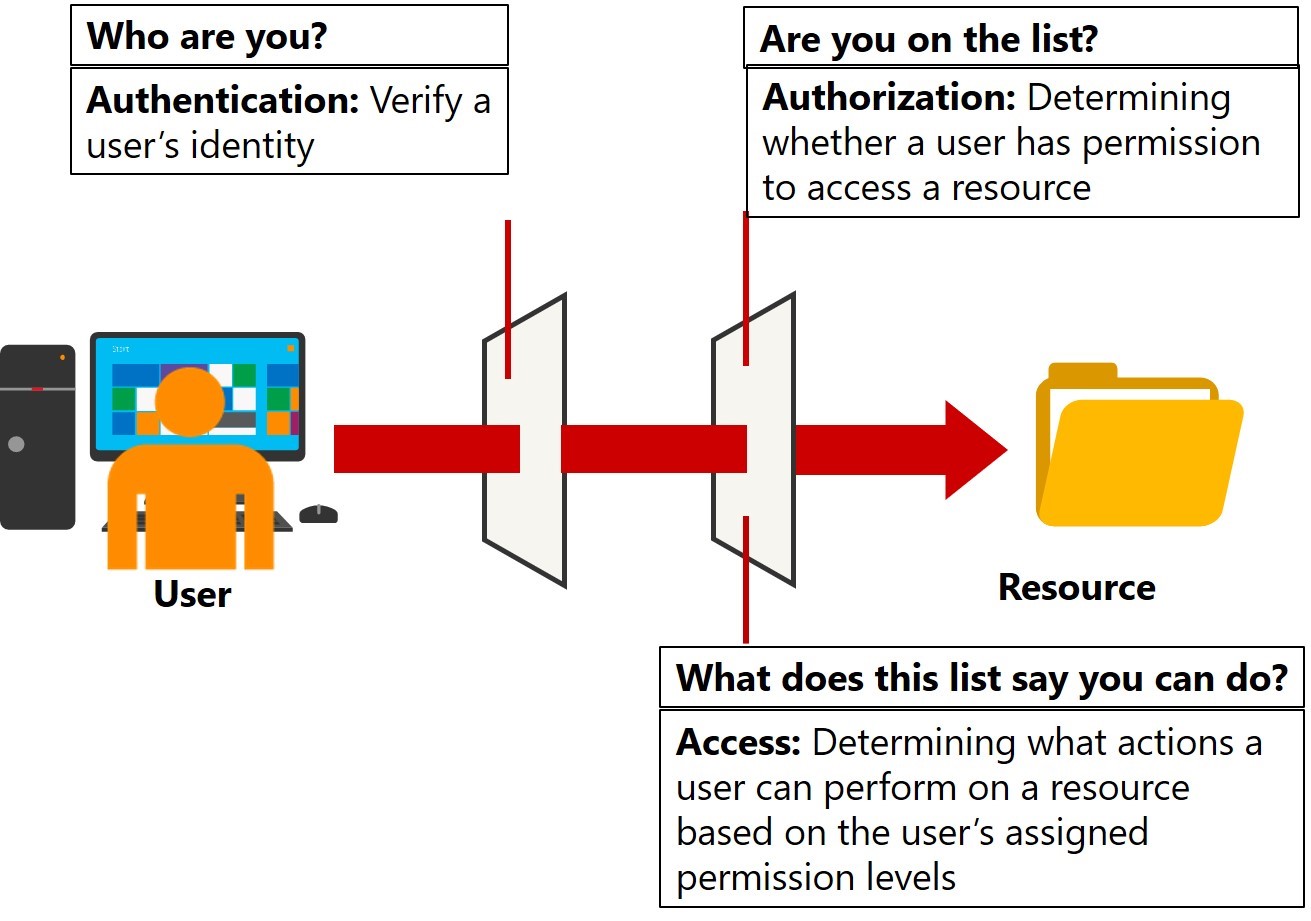 Who are you?
Authentication: Verify a
user’s identity
Are you on the list?
Authorization: Determining
whether a user has permission
to access a resource
Start
User
Resource
What does this list say you can do?
Access: Determining what actions a
user can perform on a resource
based on the user’s assigned
permission levels